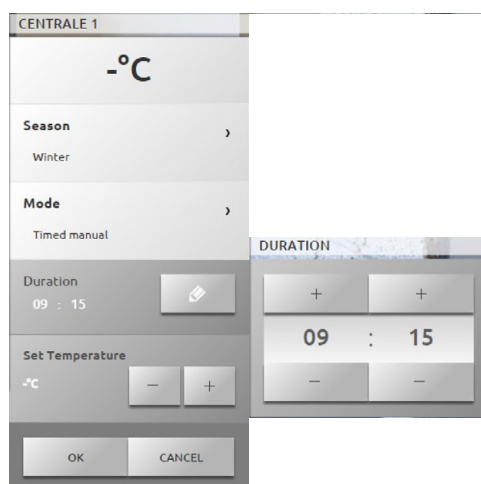 CENTRALE 1
-°C
Season
Winter
Mode
Timed manual
Duration
09 : 15
Set Temperature
-°C
− +
OK CANCEL
DURATION
+ +
09 : 15
− −